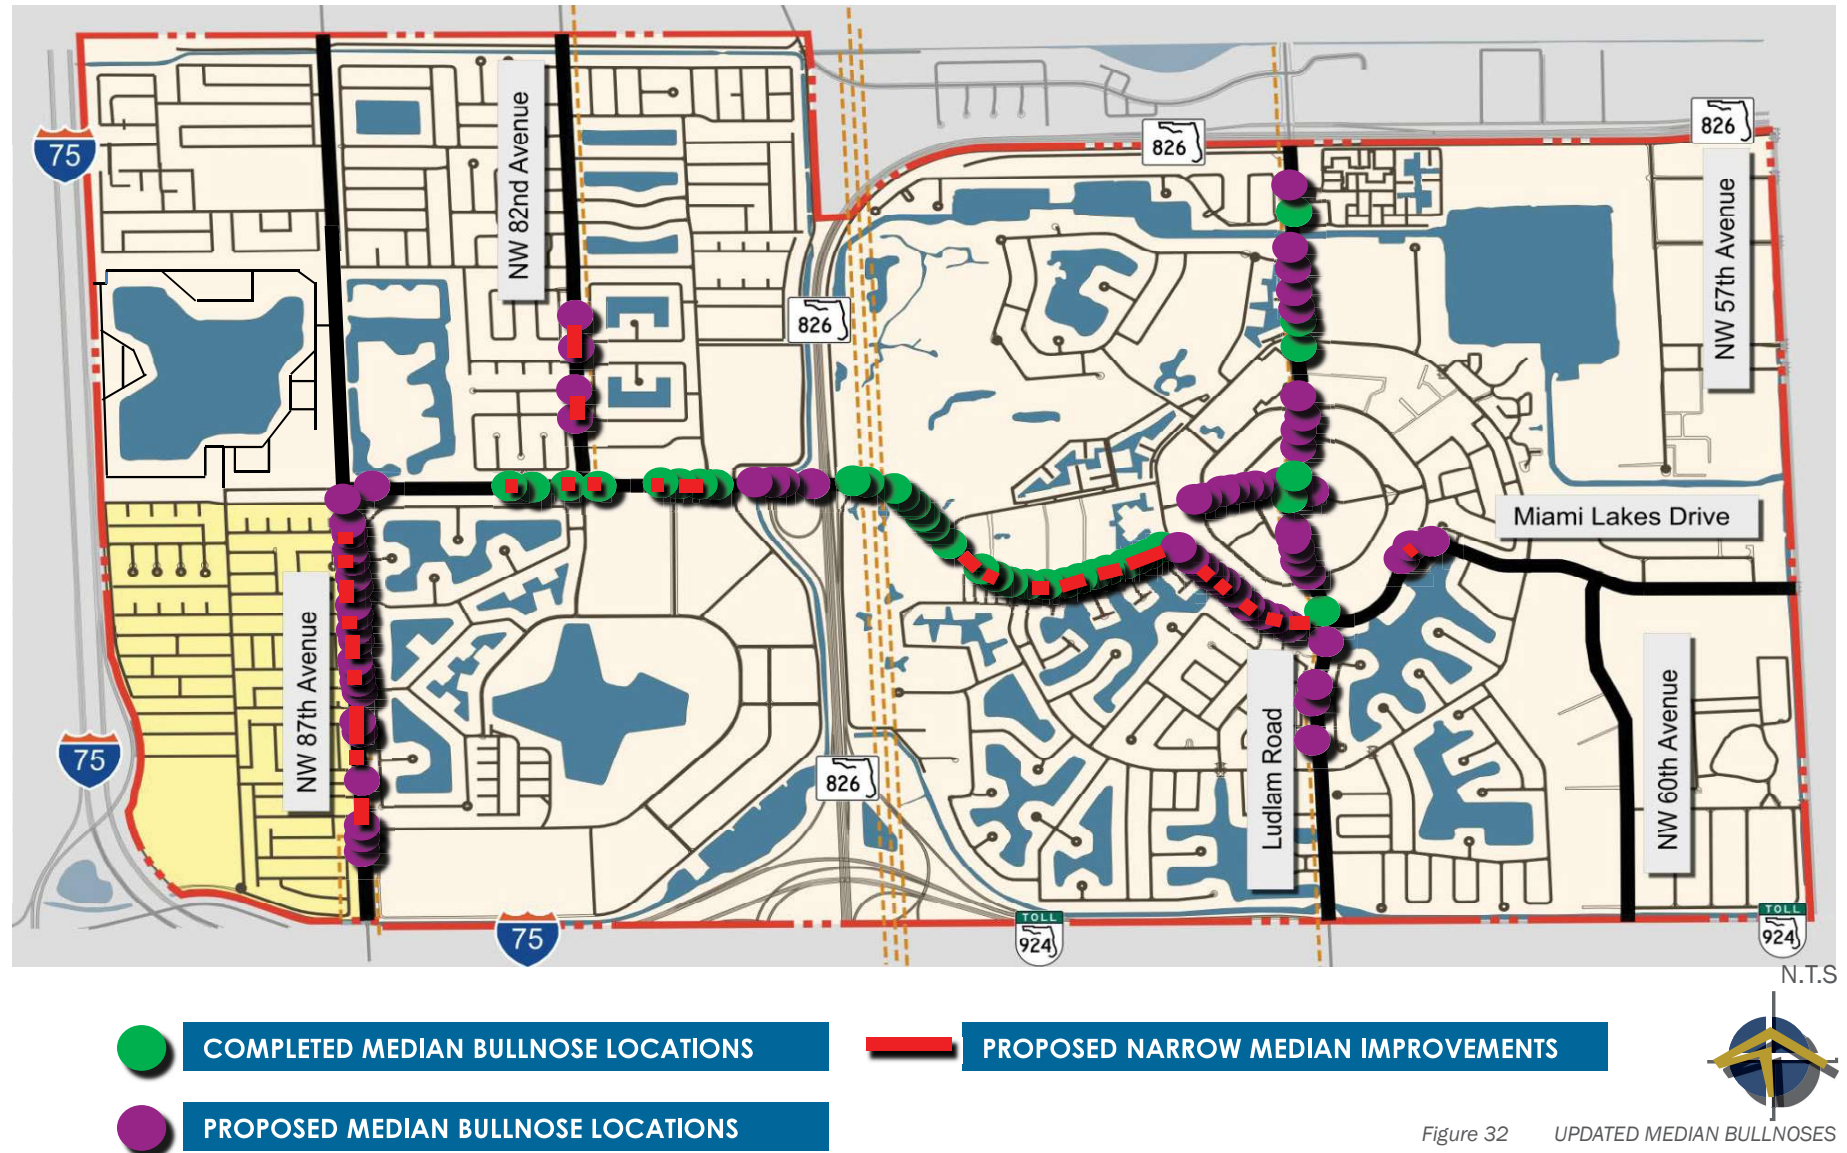 826
826
75
NW 82nd Avenue
NW 57th Avenue
826
Miami Lakes Drive
NW 87th Avenue
NW 60th Avenue
Ludlam Road
75
826
75
TOLL
924
TOLL
924
N.T.S
COMPLETED MEDIAN BULLNOSE LOCATIONS
PROPOSED NARROW MEDIAN IMPROVEMENTS
PROPOSED MEDIAN BULLNOSE LOCATIONS
Figure 32 UPDATED MEDIAN BULLNOSES